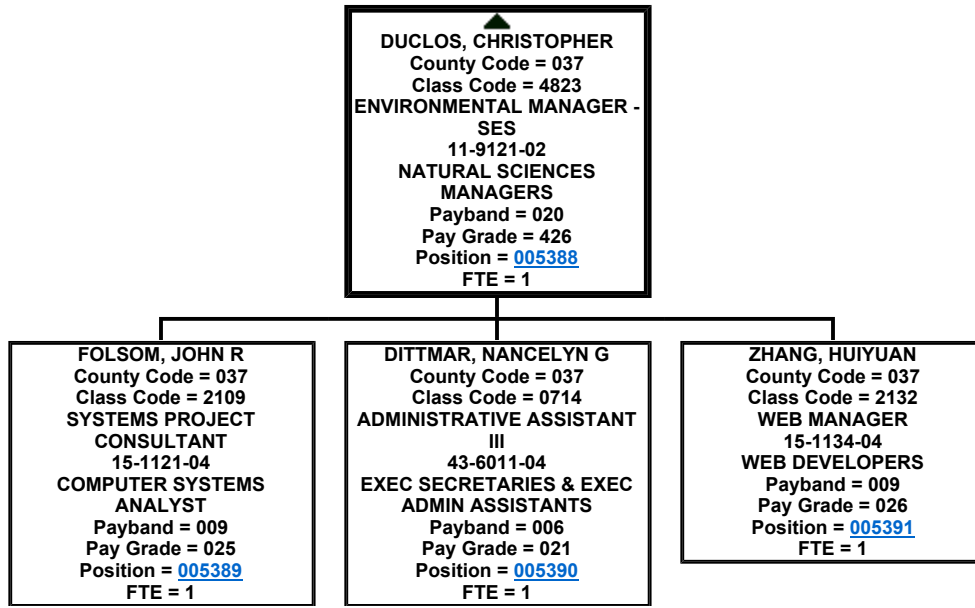 DUCLOS, CHRISTOPHER
County Code = 037
Class Code = 4823
ENVIRONMENTAL MANAGER -
SES
11-9121-02
NATURAL SCIENCES
MANAGERS
Payband = 020
Pay Grade = 426
Position = 005388
FTE = 1
FOLSOM, JOHN R
County Code = 037
Class Code = 2109
SYSTEMS PROJECT
CONSULTANT
15-1121-04
COMPUTER SYSTEMS
ANALYST
Payband = 009
Pay Grade = 025
Position = 005389
FTE = 1
DITTMAR, NANCELYN G
County Code = 037
Class Code = 0714
ADMINISTRATIVE ASSISTANT
III
43-6011-04
EXEC SECRETARIES & EXEC
ADMIN ASSISTANTS
Payband = 006
Pay Grade = 021
Position = 005390
FTE = 1
ZHANG, HUIYUAN
County Code = 037
Class Code = 2132
WEB MANAGER
15-1134-04
WEB DEVELOPERS
Payband = 009
Pay Grade = 026
Position = 005391
FTE = 1